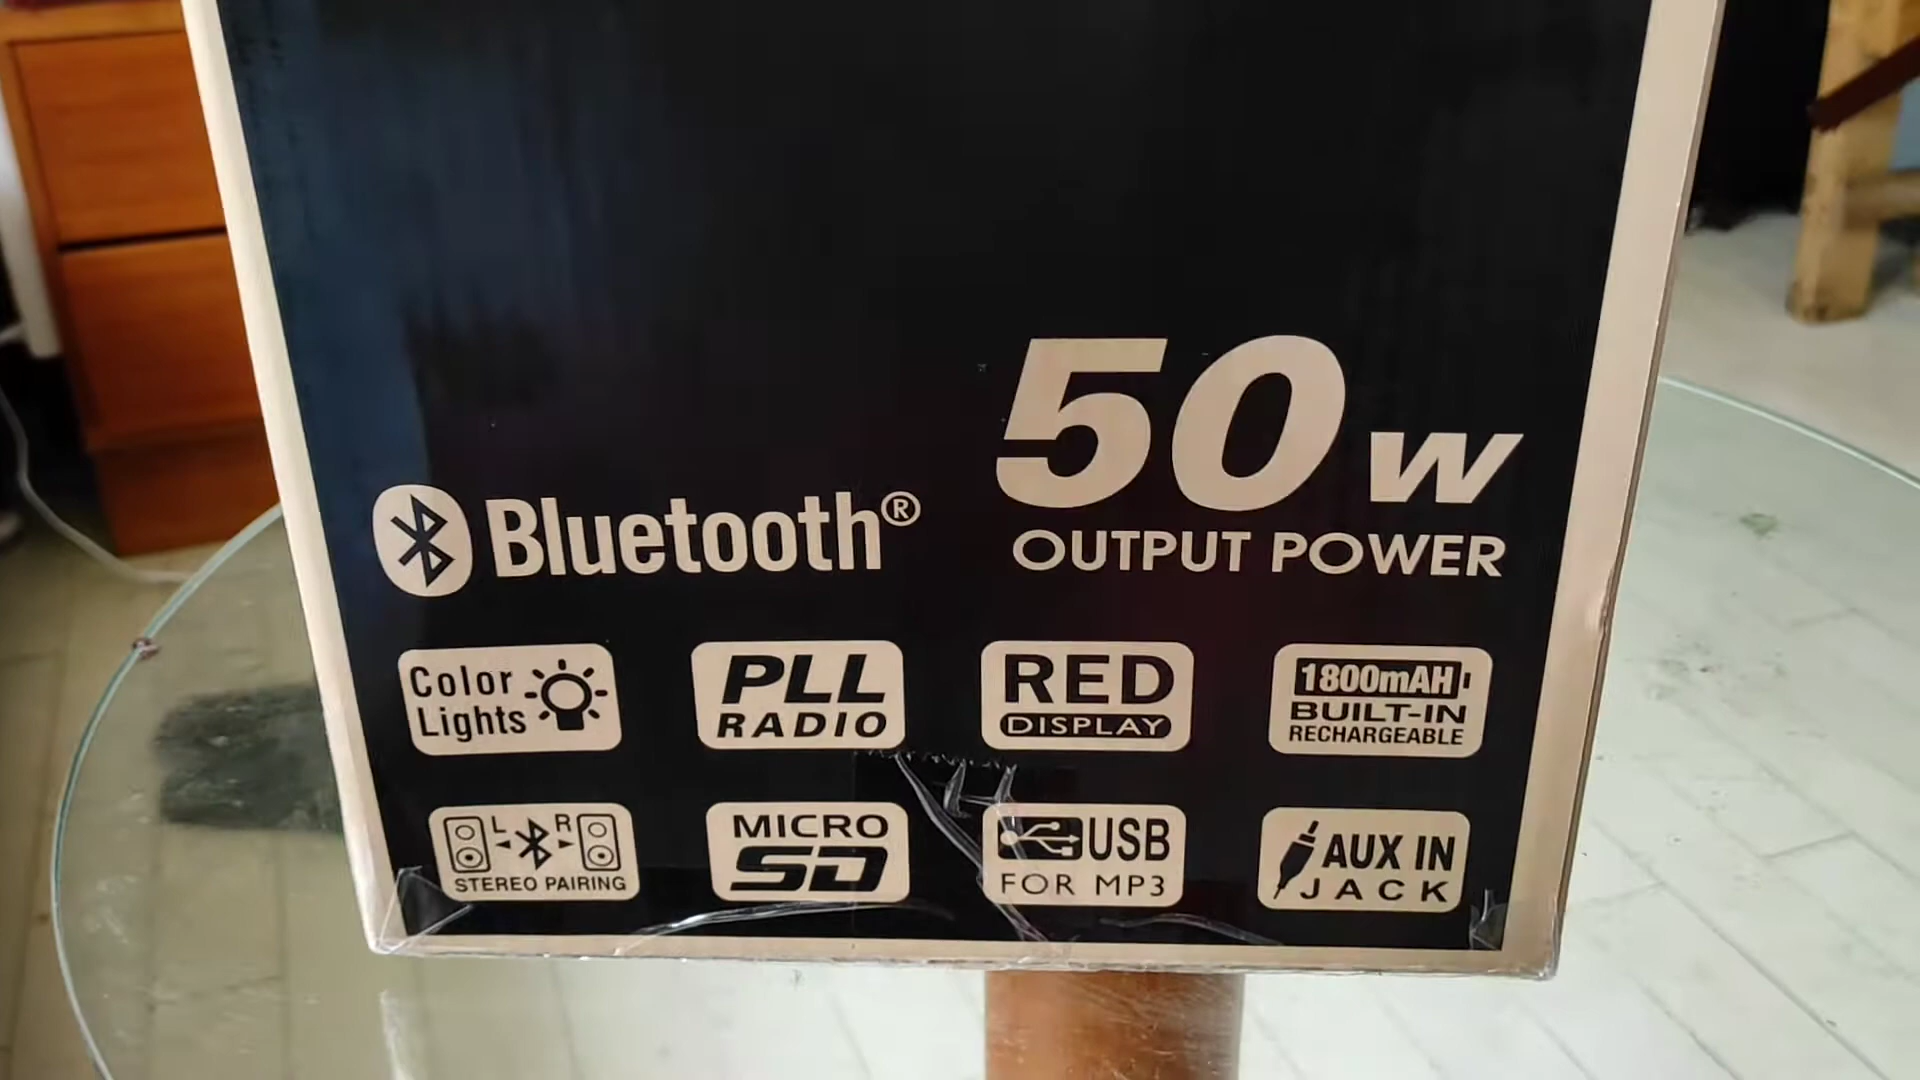 50 W
OUTPUT POWER
Bluetooth®
Color
Lights
PLL
RADIO
RED
DISPLAY
1800mAH
BUILT-IN
RECHARGEABLE
L R
STEREO PAIRING
MICRO
SD
USB
FOR MP3
AUX IN
JACK